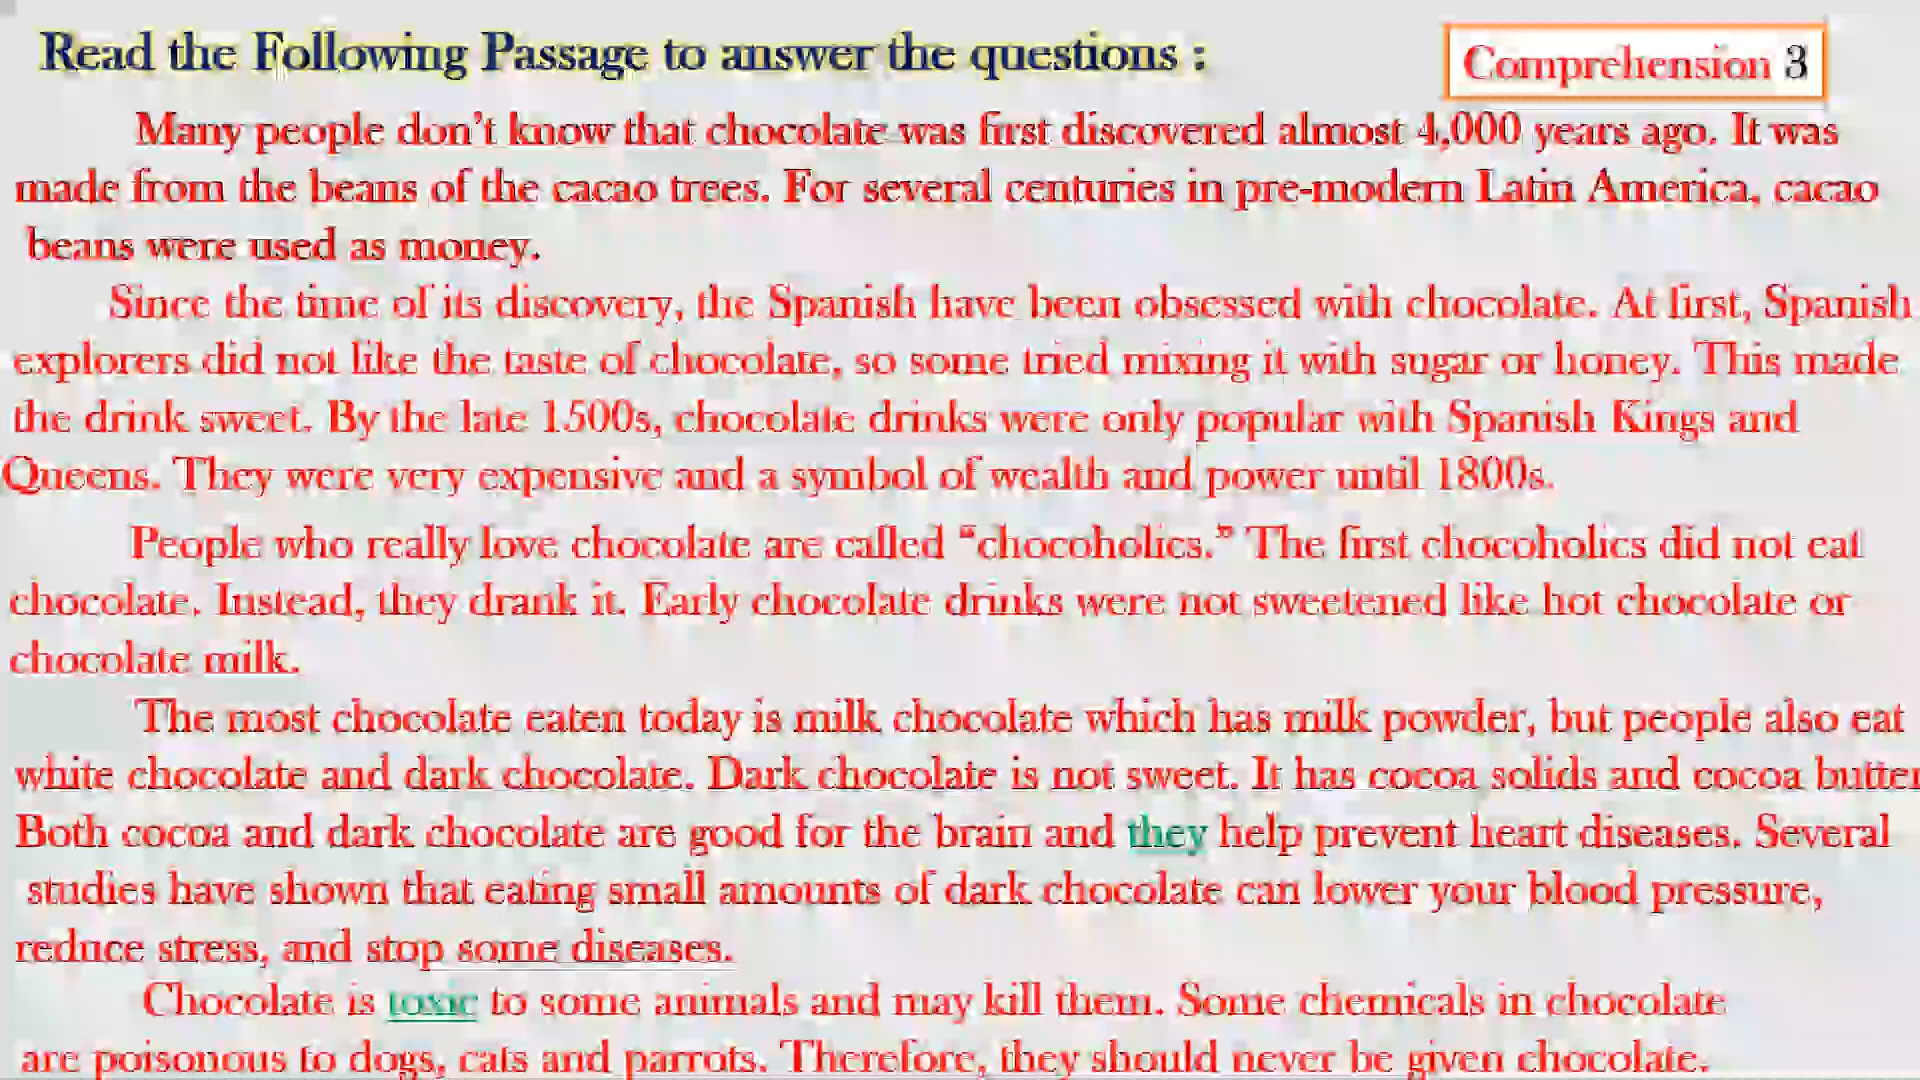 Read the Following Passage to answer the questions :
Comprehension 3
Many people don't know that chocolate was first discovered almost 4,000 years ago. It was
made from the beans of the cacao trees. For several centuries in pre-modern Latin America, cacao
beans were used as money.
Since the time of its discovery, the Spanish have been obsessed with chocolate. At first, Spanish
explorers did not like the taste of chocolate, so some tried mixing it with sugar or honey. This made
the drink sweet. By the late 1500s, chocolate drinks were only popular with Spanish Kings and
Queens. They were very expensive and a symbol of wealth and power until 1800s.
People who really love chocolate are called “chocoholics.” The first chocoholics did not eat
chocolate. Instead, they drank it. Early chocolate drinks were not sweetened like hot chocolate or
chocolate milk.
The most chocolate eaten today is milk chocolate which has milk powder, but people also eat
white chocolate and dark chocolate. Dark chocolate is not sweet. It has cocoa solids and cocoa butter
Both cocoa and dark chocolate are good for the brain and they help prevent heart diseases. Several
studies have shown that eating small amounts of dark chocolate can lower your blood pressure,
reduce stress, and stop some diseases.
Chocolate is toxic to some animals and may kill them. Some chemicals in chocolate
are poisonous to dogs, cats and parrots. Therefore, they should never be given chocolate.